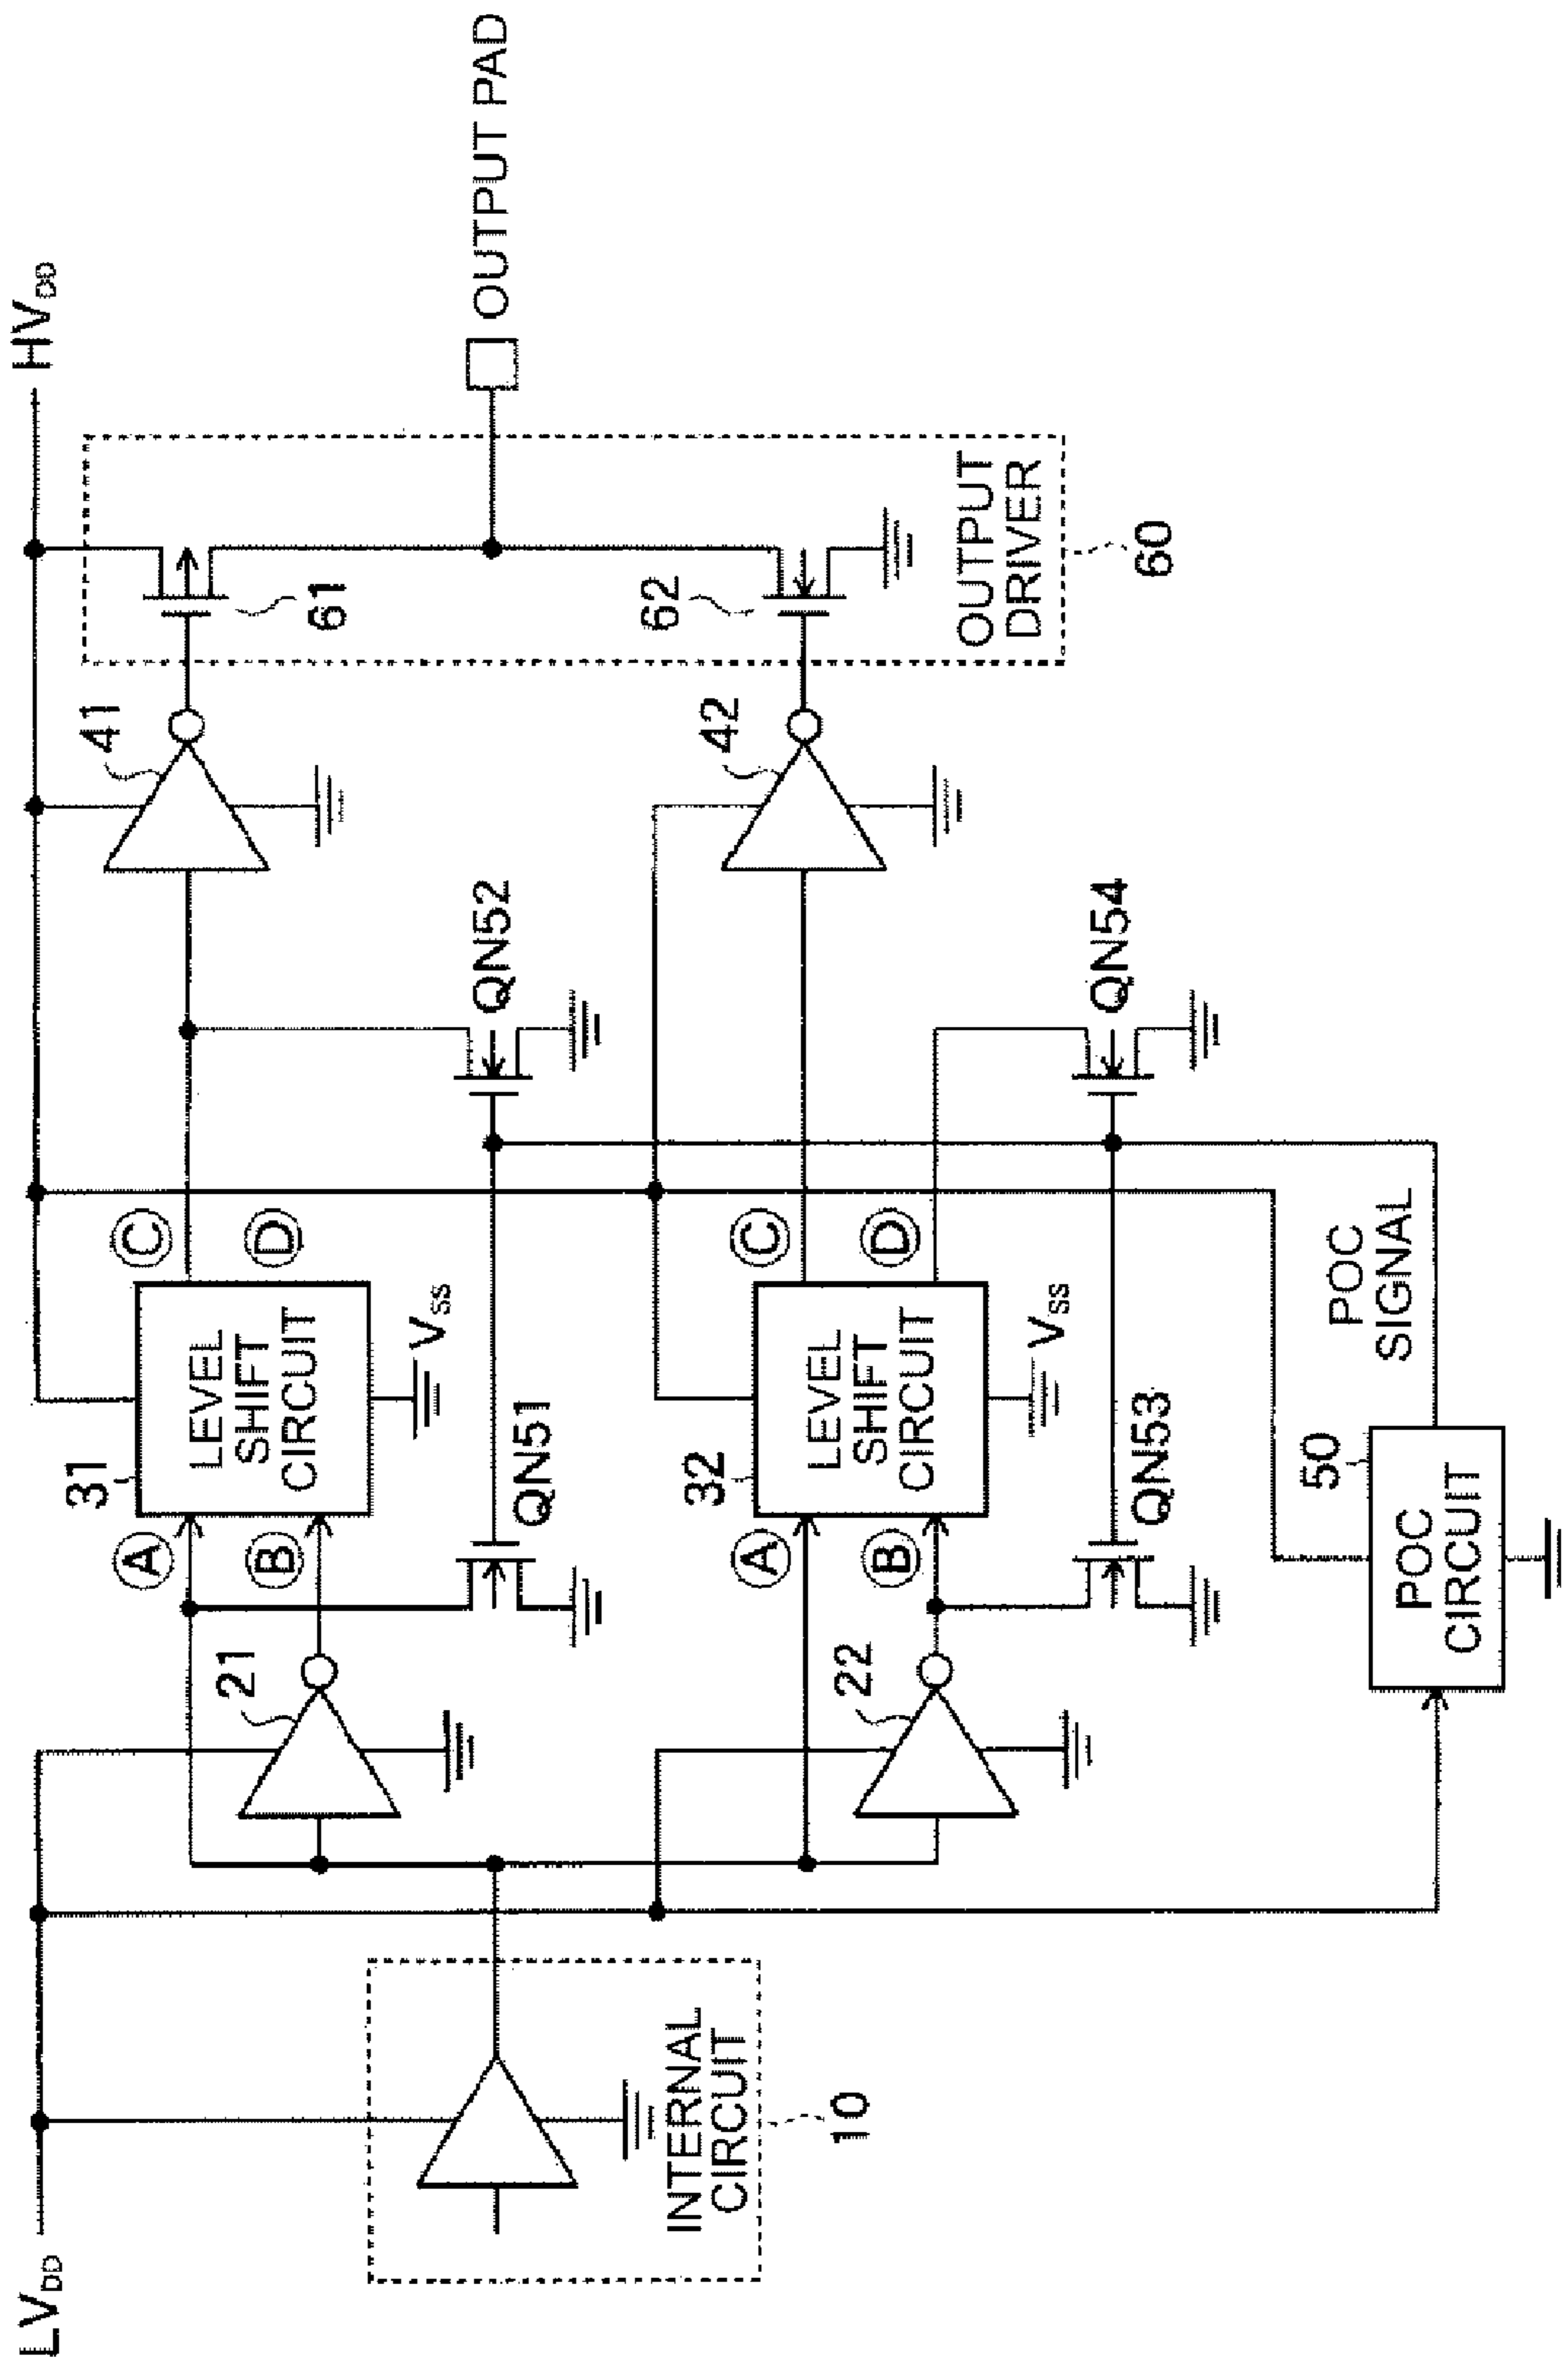 LVDD
HVDD
INTERNAL
CIRCUIT
10
21
22
A
B
A
B
31
LEVEL
SHIFT
CIRCUIT
VSS
C
D
QN51
QN52
32
LEVEL
SHIFT
CIRCUIT
VSS
C
D
QN53
QN54
50
POC
CIRCUIT
POC
SIGNAL
41
42
61
62
OUTPUT
DRIVER
60
OUTPUT PAD